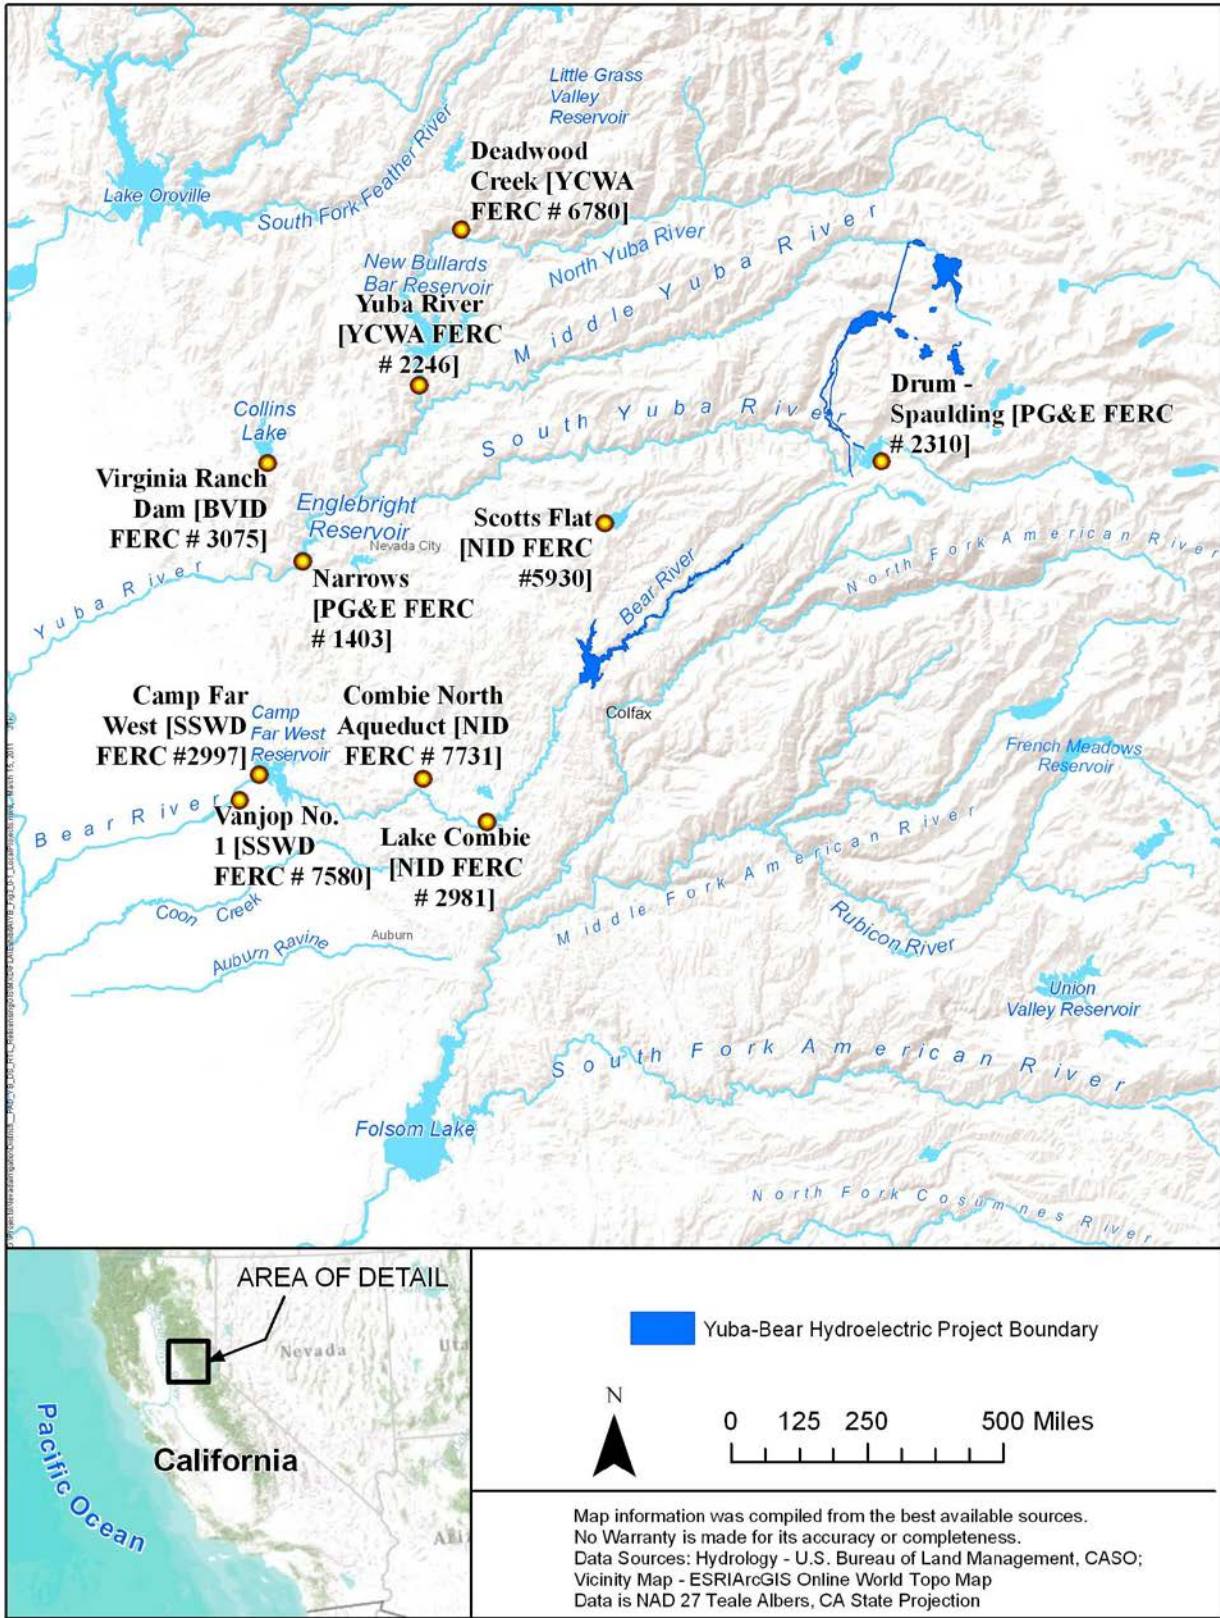 Little Grass
Valley
Reservoir
Deadwood
Creek [YCWA
FERC # 6780]
Lake Oroville
South Fork Feather River
North Yuba River
Middle Yuba River
New Bullards
Bar Reservoir
Yuba River
[YCWA FERC
# 2246]
Drum -
Spaulding [PG&E FERC
# 2310]
South Yuba River
Collins
Lake
Virginia Ranch
Dam [BVID
FERC # 3075]
Englebright
Reservoir
Nevada City
Scotts Flat
[NID FERC
#5930]
North Fork American River
Yuba River
Narrows
[PG&E FERC
# 1403]
Bear River
Camp Far
West [SSWD
FERC #2997]
Camp
Far West
Reservoir
Combie North
Aqueduct [NID
FERC # 7731]
Colfax
French Meadows
Reservoir
Bear River
Vanjop No.
1 [SSWD
FERC # 7580]
Lake Combie
[NID FERC
# 2981]
Middle Fork American River
Coon Creek
Auburn Ravine
Auburn
Rubicon River
Union
Valley Reservoir
South Fork American River
Folsom Lake
North Fork Cosumnes River
AREA OF DETAIL
Nevada
Uta
Pacific Ocean
California
Ari
Yuba-Bear Hydroelectric Project Boundary
N
0 125 250 500 Miles
Map information was compiled from the best available sources.
No Warranty is made for its accuracy or completeness.
Data Sources: Hydrology - U.S. Bureau of Land Management, CASO;
Vicinity Map - ESRIArcGIS Online World Topo Map
Data is NAD 27 Teale Albers, CA State Projection